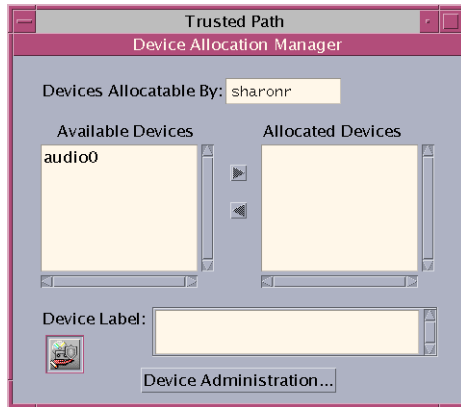 Trusted Path
Device Allocation Manager
Devices Allocatable By: sharonr
Available Devices
Allocated Devices
audio0
Device Label:
Device Administration...